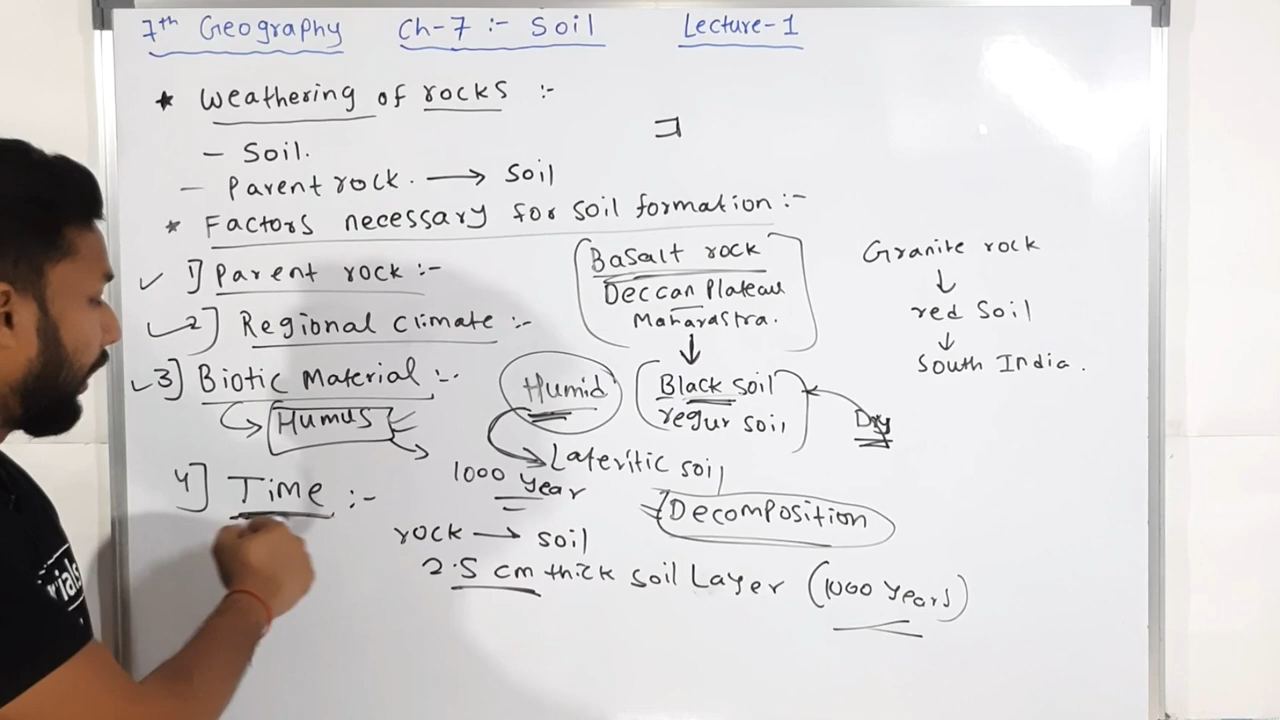 7th Geography Ch-7 :- Soil Lecture-1
* Weathering of rocks :-
- Soil.
- Parent rock. → Soil
* Factors necessary for soil formation :-
1] Parent rock :-
2] Regional climate :-
3] Biotic Material :-
Humus
4] Time :-
Basalt rock
Deccan Plateau
Maharastra.
↓
Black soil
regur soil
Dry
Humid
Lateritic soil
Decomposition
1000 year
rock → soil
2.5 cm thick soil Layer (1000 years)
Granite rock
↓
red Soil
↓
South India.
rials